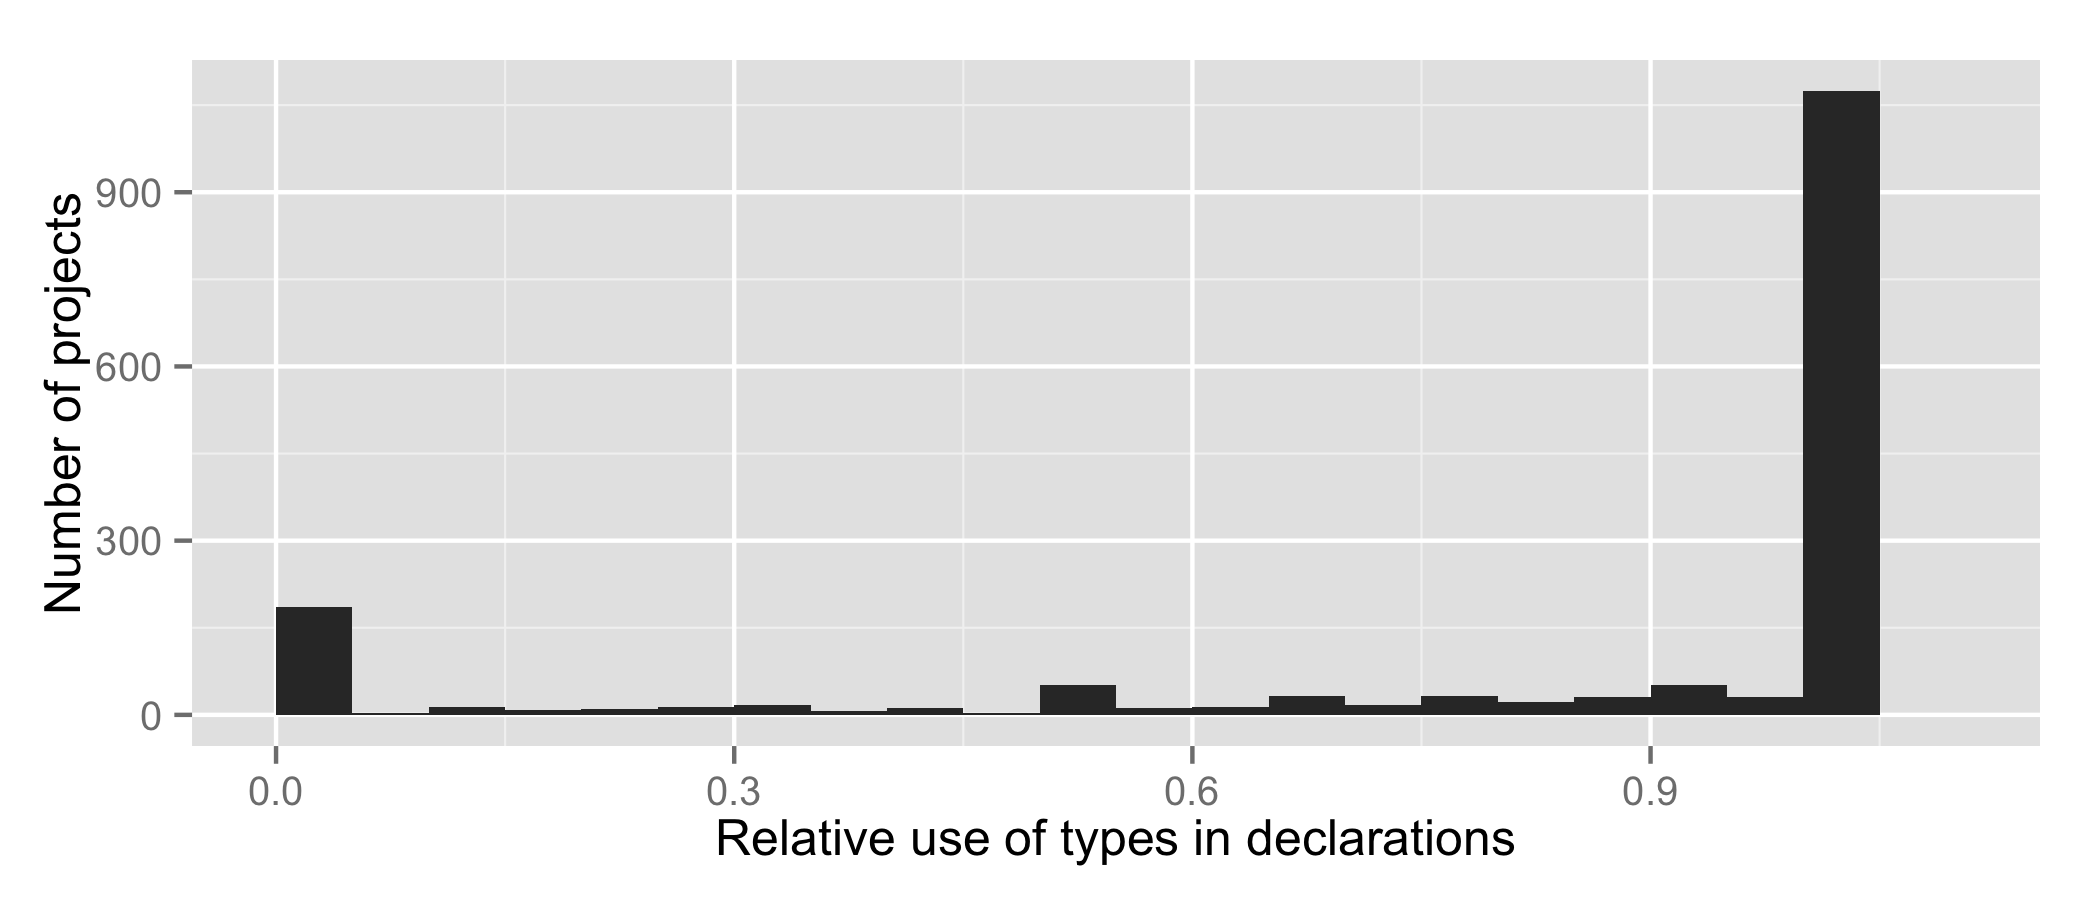 Number of projects
900
600
300
0
0.0 0.3 0.6 0.9
Relative use of types in declarations